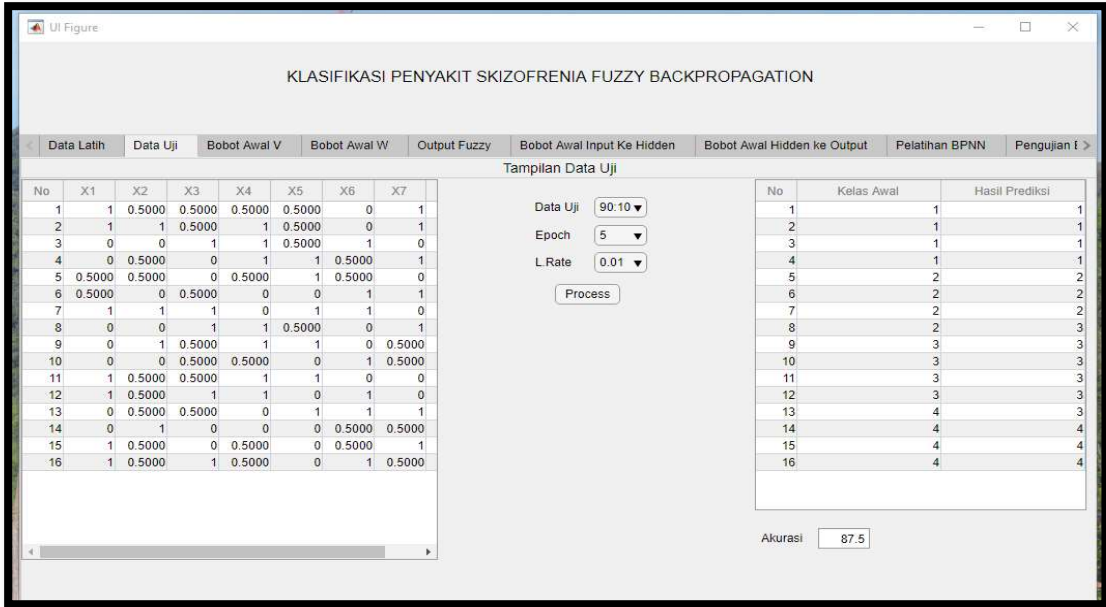 UI Figure
KLASIFIKASI PENYAKIT SKIZOFRENIA FUZZY BACKPROPAGATION
Data Latih Data Uji Bobot Awal V Bobot Awal W Output Fuzzy Bobot Awal Input Ke Hidden Bobot Awal Hidden ke Output Pelatihan BPNN Pengujian
Tampilan Data Uji
No X1 X2 X3 X4 X5 X6 X7
1 1 0.5000 0.5000 0.5000 0.5000 0 1
2 1 1 0.5000 1 0.5000 0 1
3 0 0 1 1 0.5000 1 0
4 0 0.5000 0 1 1 0.5000 1
5 0.5000 0.5000 0 0.5000 1 0.5000 0
6 0.5000 0 0.5000 0 0 1 1
7 1 1 1 0 1 1 0
8 0 0 1 1 0.5000 0 1
9 0 1 0.5000 1 1 0 0.5000
10 0 0 0.5000 0.5000 0 1 0.5000
11 1 0.5000 0.5000 1 1 0 0
12 1 0.5000 1 1 0 1 0
13 0 0.5000 0.5000 0 1 1 1
14 0 1 0 0 0 0.5000 0.5000
15 1 0.5000 0 0.5000 0 0.5000 1
16 1 0.5000 1 0.5000 0 1 0.5000
Data Uji 90:10
Epoch 5
L.Rate 0.01
Process
No Kelas Awal Hasil Prediksi
1 1 1
2 1 1
3 1 1
4 1 1
5 2 2
6 2 2
7 2 2
8 2 3
9 3 3
10 3 3
11 3 3
12 3 3
13 4 3
14 4 4
15 4 4
16 4 4
Akurasi 87.5